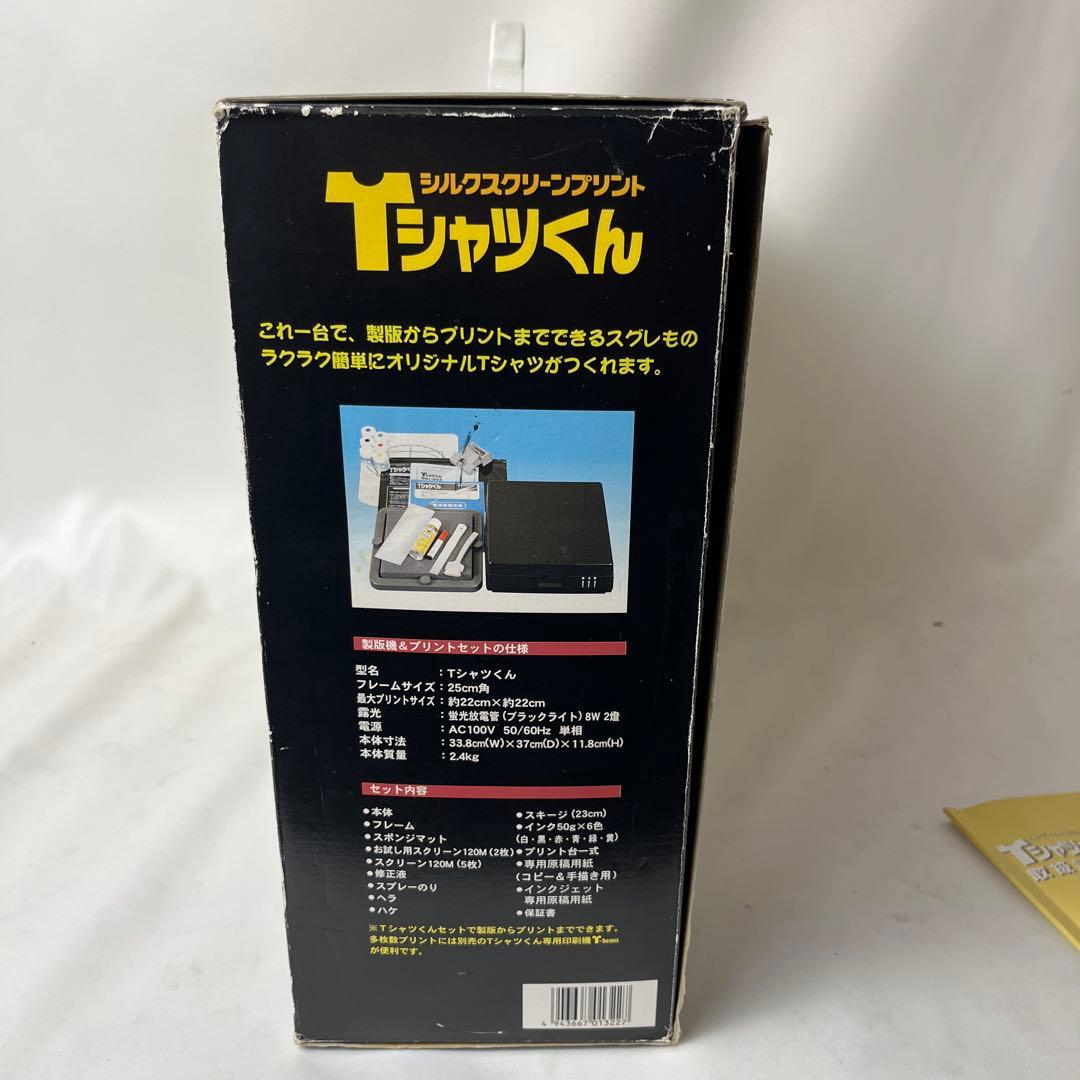 シルクスクリーンプリント
Tシャツくん
これ一台で、製版からプリントまでできるスグレもの
ラクラク簡単にオリジナルTシャツがつくれます。
Tシャツくん
製版機&プリントセットの仕様
型名 :Tシャツくん
フレームサイズ:25cm角
最大プリントサイズ:約22cm×約22cm
露光 :蛍光放電管(ブラックライト)8W 2燈
電源 :AC100V 50/60Hz 単相
本体寸法 :33.8cm(W)×37cm(D)×11.8cm(H)
本体質量 :2.4kg
セット内容
●本体
●フレーム
●スポンジマット
●お試し用スクリーン120M(2枚)
●スクリーン120M(5枚)
●修正液
●スプレーのり
●ヘラ
●ハケ
●スキージ(23cm)
●インク50g×6色
(白・黒・赤・青・緑・黄)
●プリント台一式
●専用原稿用紙
(コピー&手描き用)
●インクジェット
専用原稿用紙
●保証書
※Tシャツくんセットで製版からプリントまでできます。
多枚数プリントには別売のTシャツくん専用印刷機T-beans
が便利です。
4 943667 013227
Tシャ
取扱